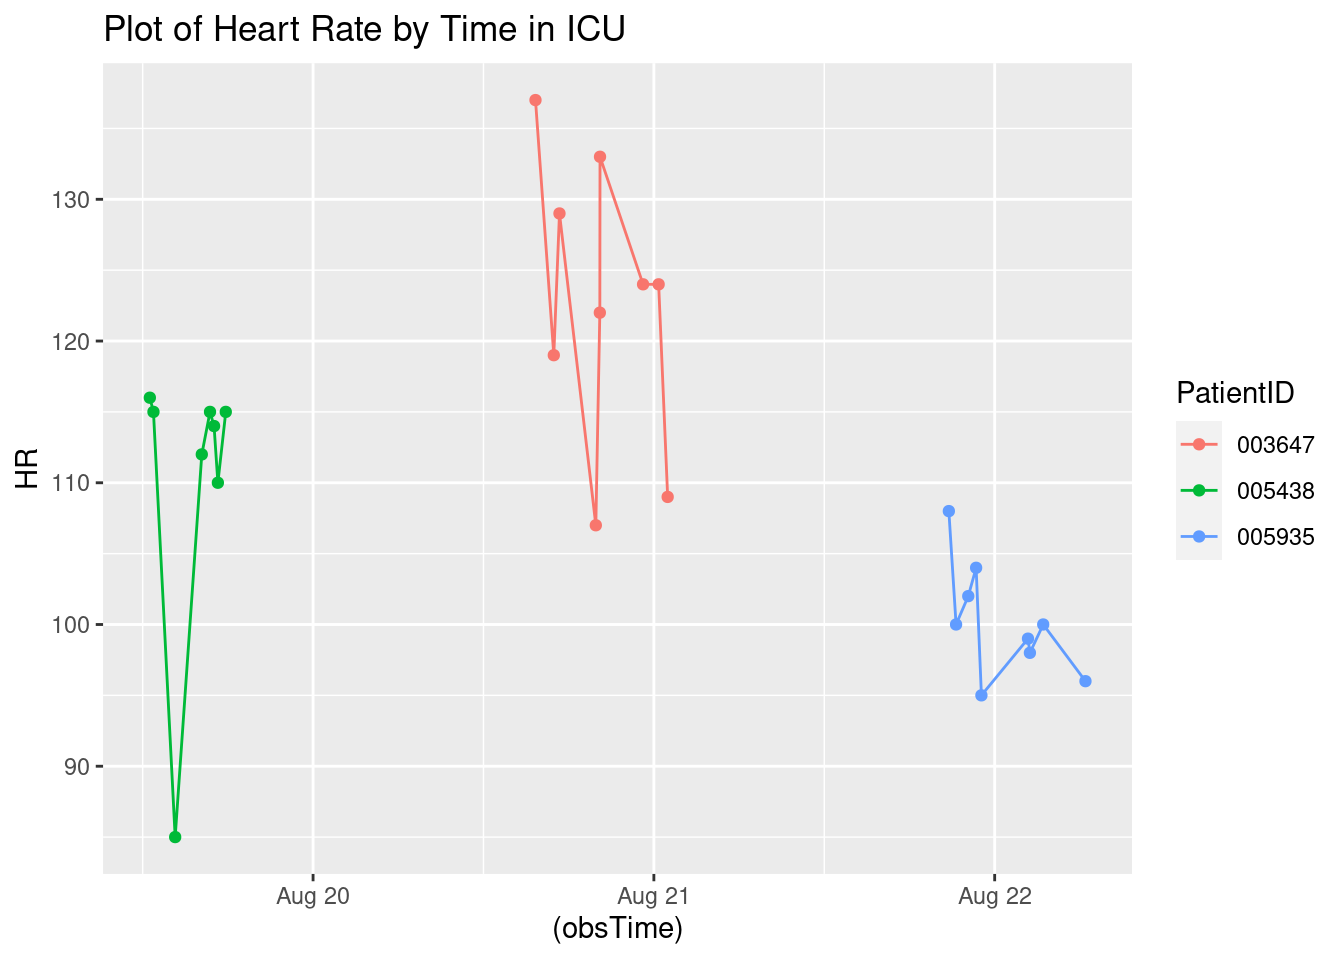 Plot of Heart Rate by Time in ICU
130
120
110
100
90
HR
Aug 20
Aug 21
Aug 22
(obsTime)
PatientID
003647
005438
005935